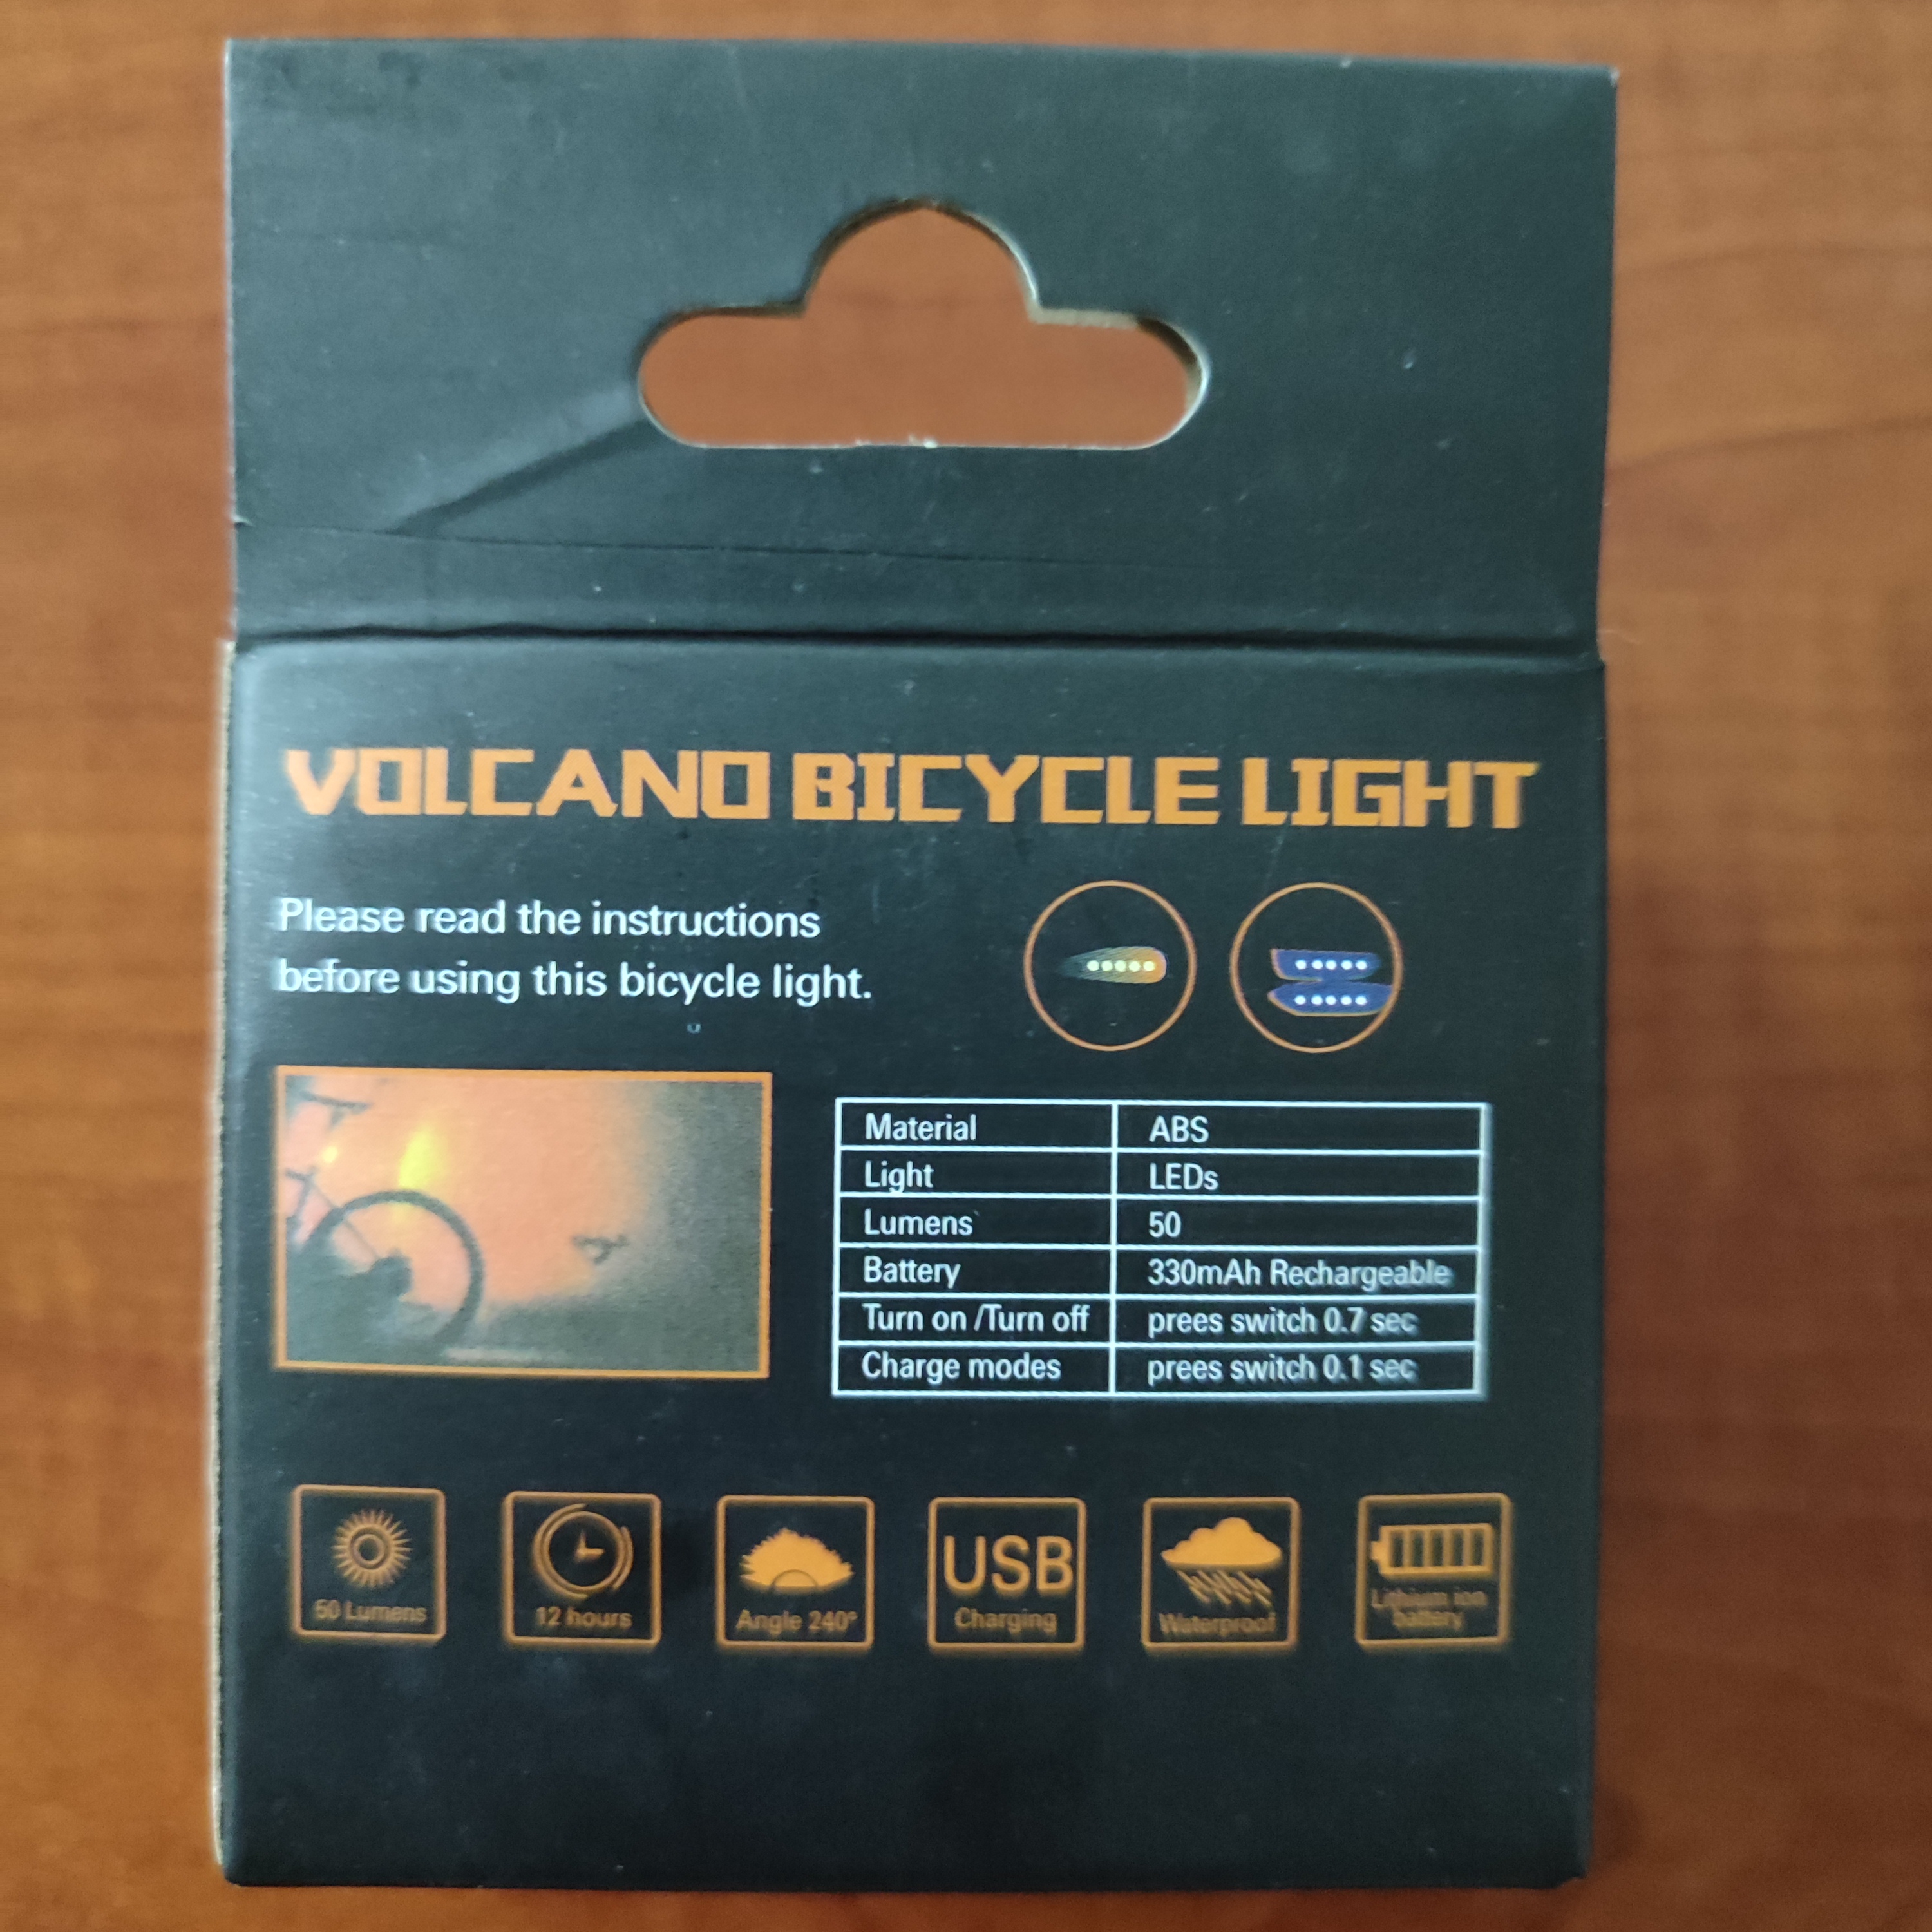 VOLCANO BICYCLE LIGHT
Please read the instructions
before using this bicycle light.
Material ABS
Light LEDs
Lumens 50
Battery 330mAh Rechargeable
Turn on /Turn off prees switch 0.7 sec
Charge modes prees switch 0.1 sec
50 Lumens
12 hours
Angle 240°
USB
Charging
Waterproof
Lithium ion
battery